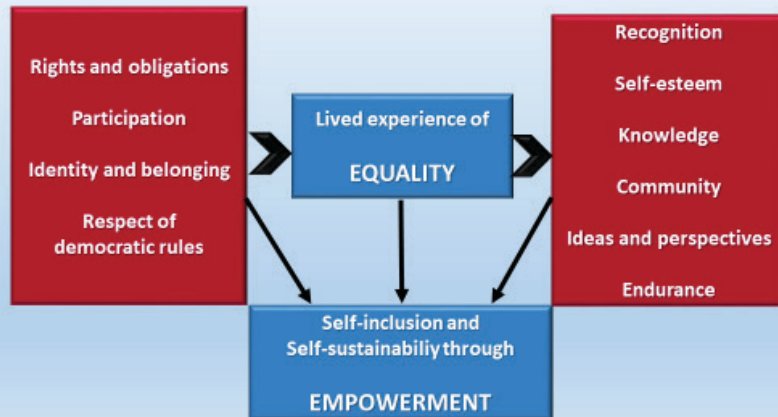 Rights and obligations
Participation
Identity and belonging
Respect of
democratic rules
Lived experience of
EQUALITY
Recognition
Self-esteem
Knowledge
Community
Ideas and perspectives
Endurance
Self-inclusion and
Self-sustainabiliy through
EMPOWERMENT